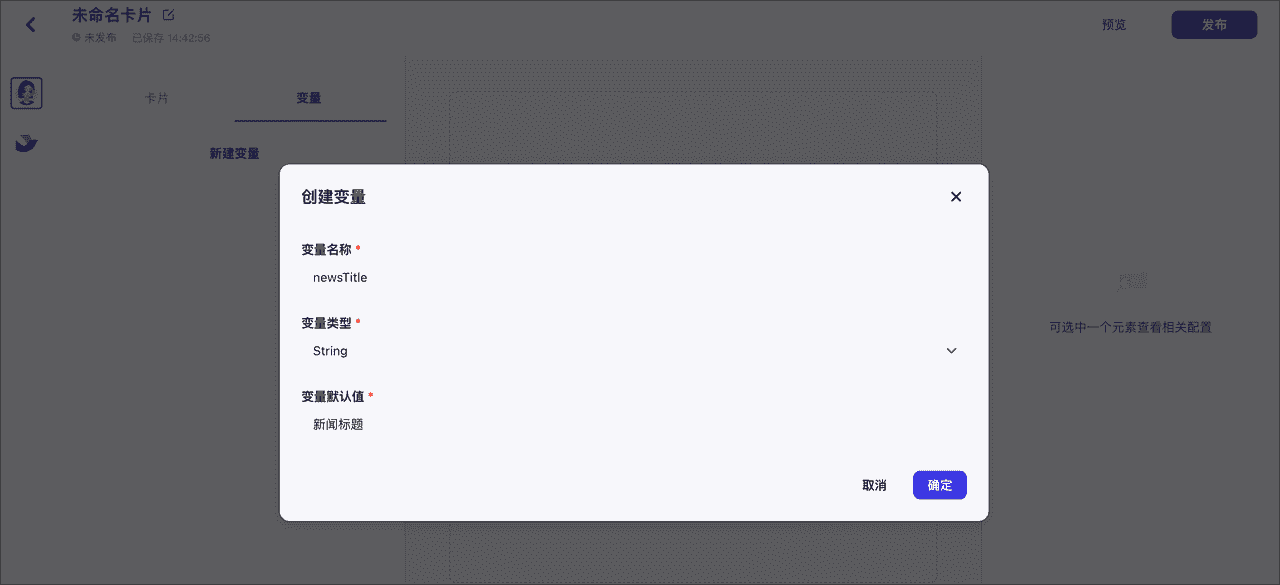 未命名卡片
未发布 已保存 14:42:56
预览
发布
卡片
变量
新建变量
创建变量
变量名称 *
newsTitle
变量类型 *
String
变量默认值 *
新闻标题
取消
确定
可选中一个元素查看相关配置